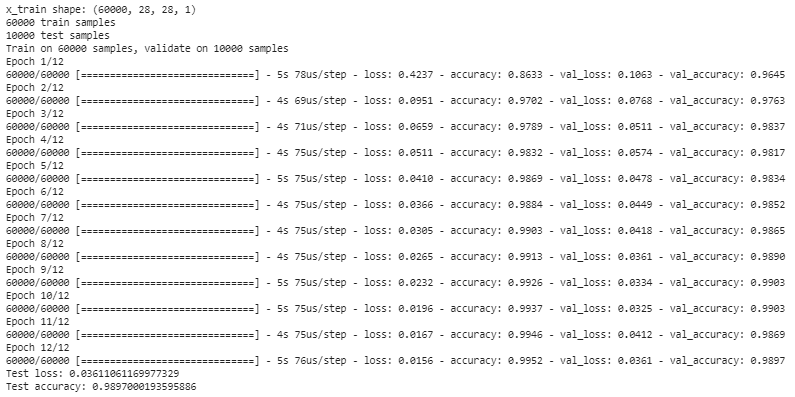 x_train shape: (60000, 28, 28, 1)
60000 train samples
10000 test samples
Train on 60000 samples, validate on 10000 samples
Epoch 1/12
60000/60000 [==============================] - 5s 78us/step - loss: 0.4237 - accuracy: 0.8633 - val_loss: 0.1063 - val_accuracy: 0.9645
Epoch 2/12
60000/60000 [==============================] - 4s 69us/step - loss: 0.0951 - accuracy: 0.9702 - val_loss: 0.0768 - val_accuracy: 0.9763
Epoch 3/12
60000/60000 [==============================] - 4s 71us/step - loss: 0.0659 - accuracy: 0.9789 - val_loss: 0.0511 - val_accuracy: 0.9837
Epoch 4/12
60000/60000 [==============================] - 4s 75us/step - loss: 0.0511 - accuracy: 0.9832 - val_loss: 0.0574 - val_accuracy: 0.9817
Epoch 5/12
60000/60000 [==============================] - 5s 75us/step - loss: 0.0410 - accuracy: 0.9869 - val_loss: 0.0478 - val_accuracy: 0.9834
Epoch 6/12
60000/60000 [==============================] - 4s 75us/step - loss: 0.0366 - accuracy: 0.9884 - val_loss: 0.0449 - val_accuracy: 0.9852
Epoch 7/12
60000/60000 [==============================] - 4s 75us/step - loss: 0.0305 - accuracy: 0.9903 - val_loss: 0.0418 - val_accuracy: 0.9865
Epoch 8/12
60000/60000 [==============================] - 4s 75us/step - loss: 0.0265 - accuracy: 0.9913 - val_loss: 0.0361 - val_accuracy: 0.9890
Epoch 9/12
60000/60000 [==============================] - 5s 75us/step - loss: 0.0232 - accuracy: 0.9926 - val_loss: 0.0334 - val_accuracy: 0.9903
Epoch 10/12
60000/60000 [==============================] - 5s 75us/step - loss: 0.0196 - accuracy: 0.9937 - val_loss: 0.0325 - val_accuracy: 0.9903
Epoch 11/12
60000/60000 [==============================] - 4s 75us/step - loss: 0.0167 - accuracy: 0.9946 - val_loss: 0.0412 - val_accuracy: 0.9869
Epoch 12/12
60000/60000 [==============================] - 5s 76us/step - loss: 0.0156 - accuracy: 0.9952 - val_loss: 0.0361 - val_accuracy: 0.9897
Test loss: 0.03611061169977329
Test accuracy: 0.9897000193595886